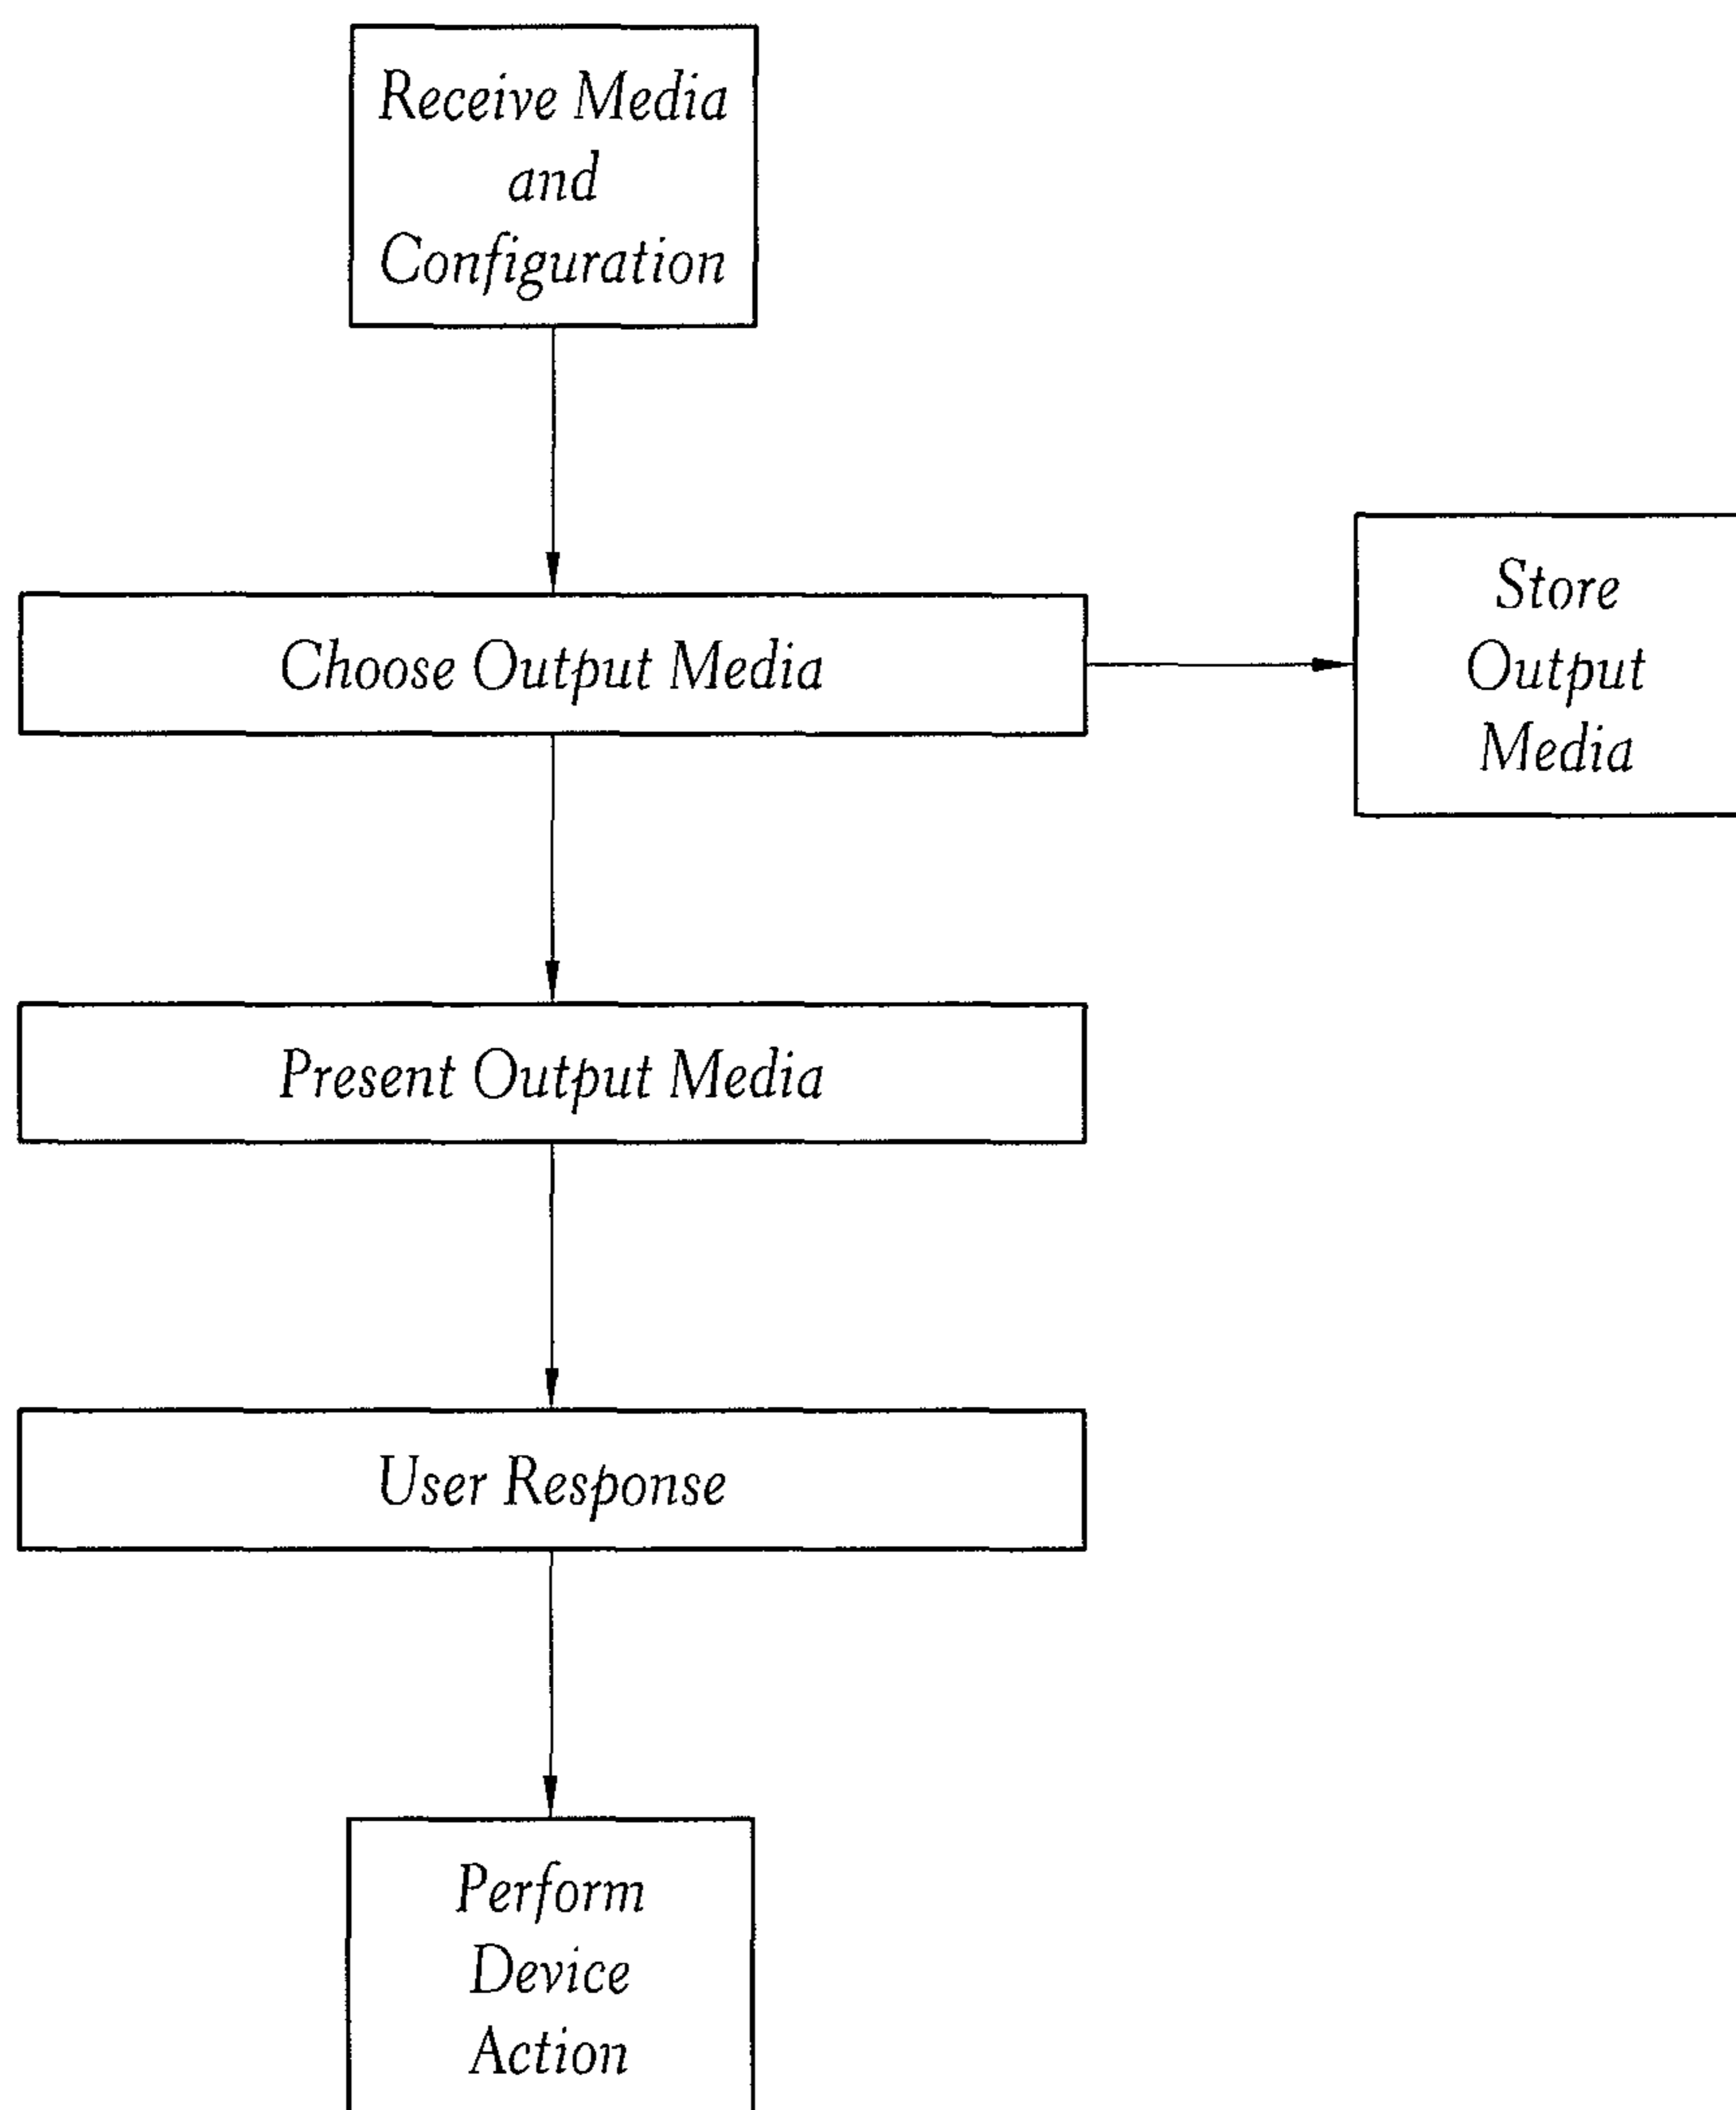 Receive Media
and
Configuration
Choose Output Media
Store
Output
Media
Present Output Media
User Response
Perform
Device
Action